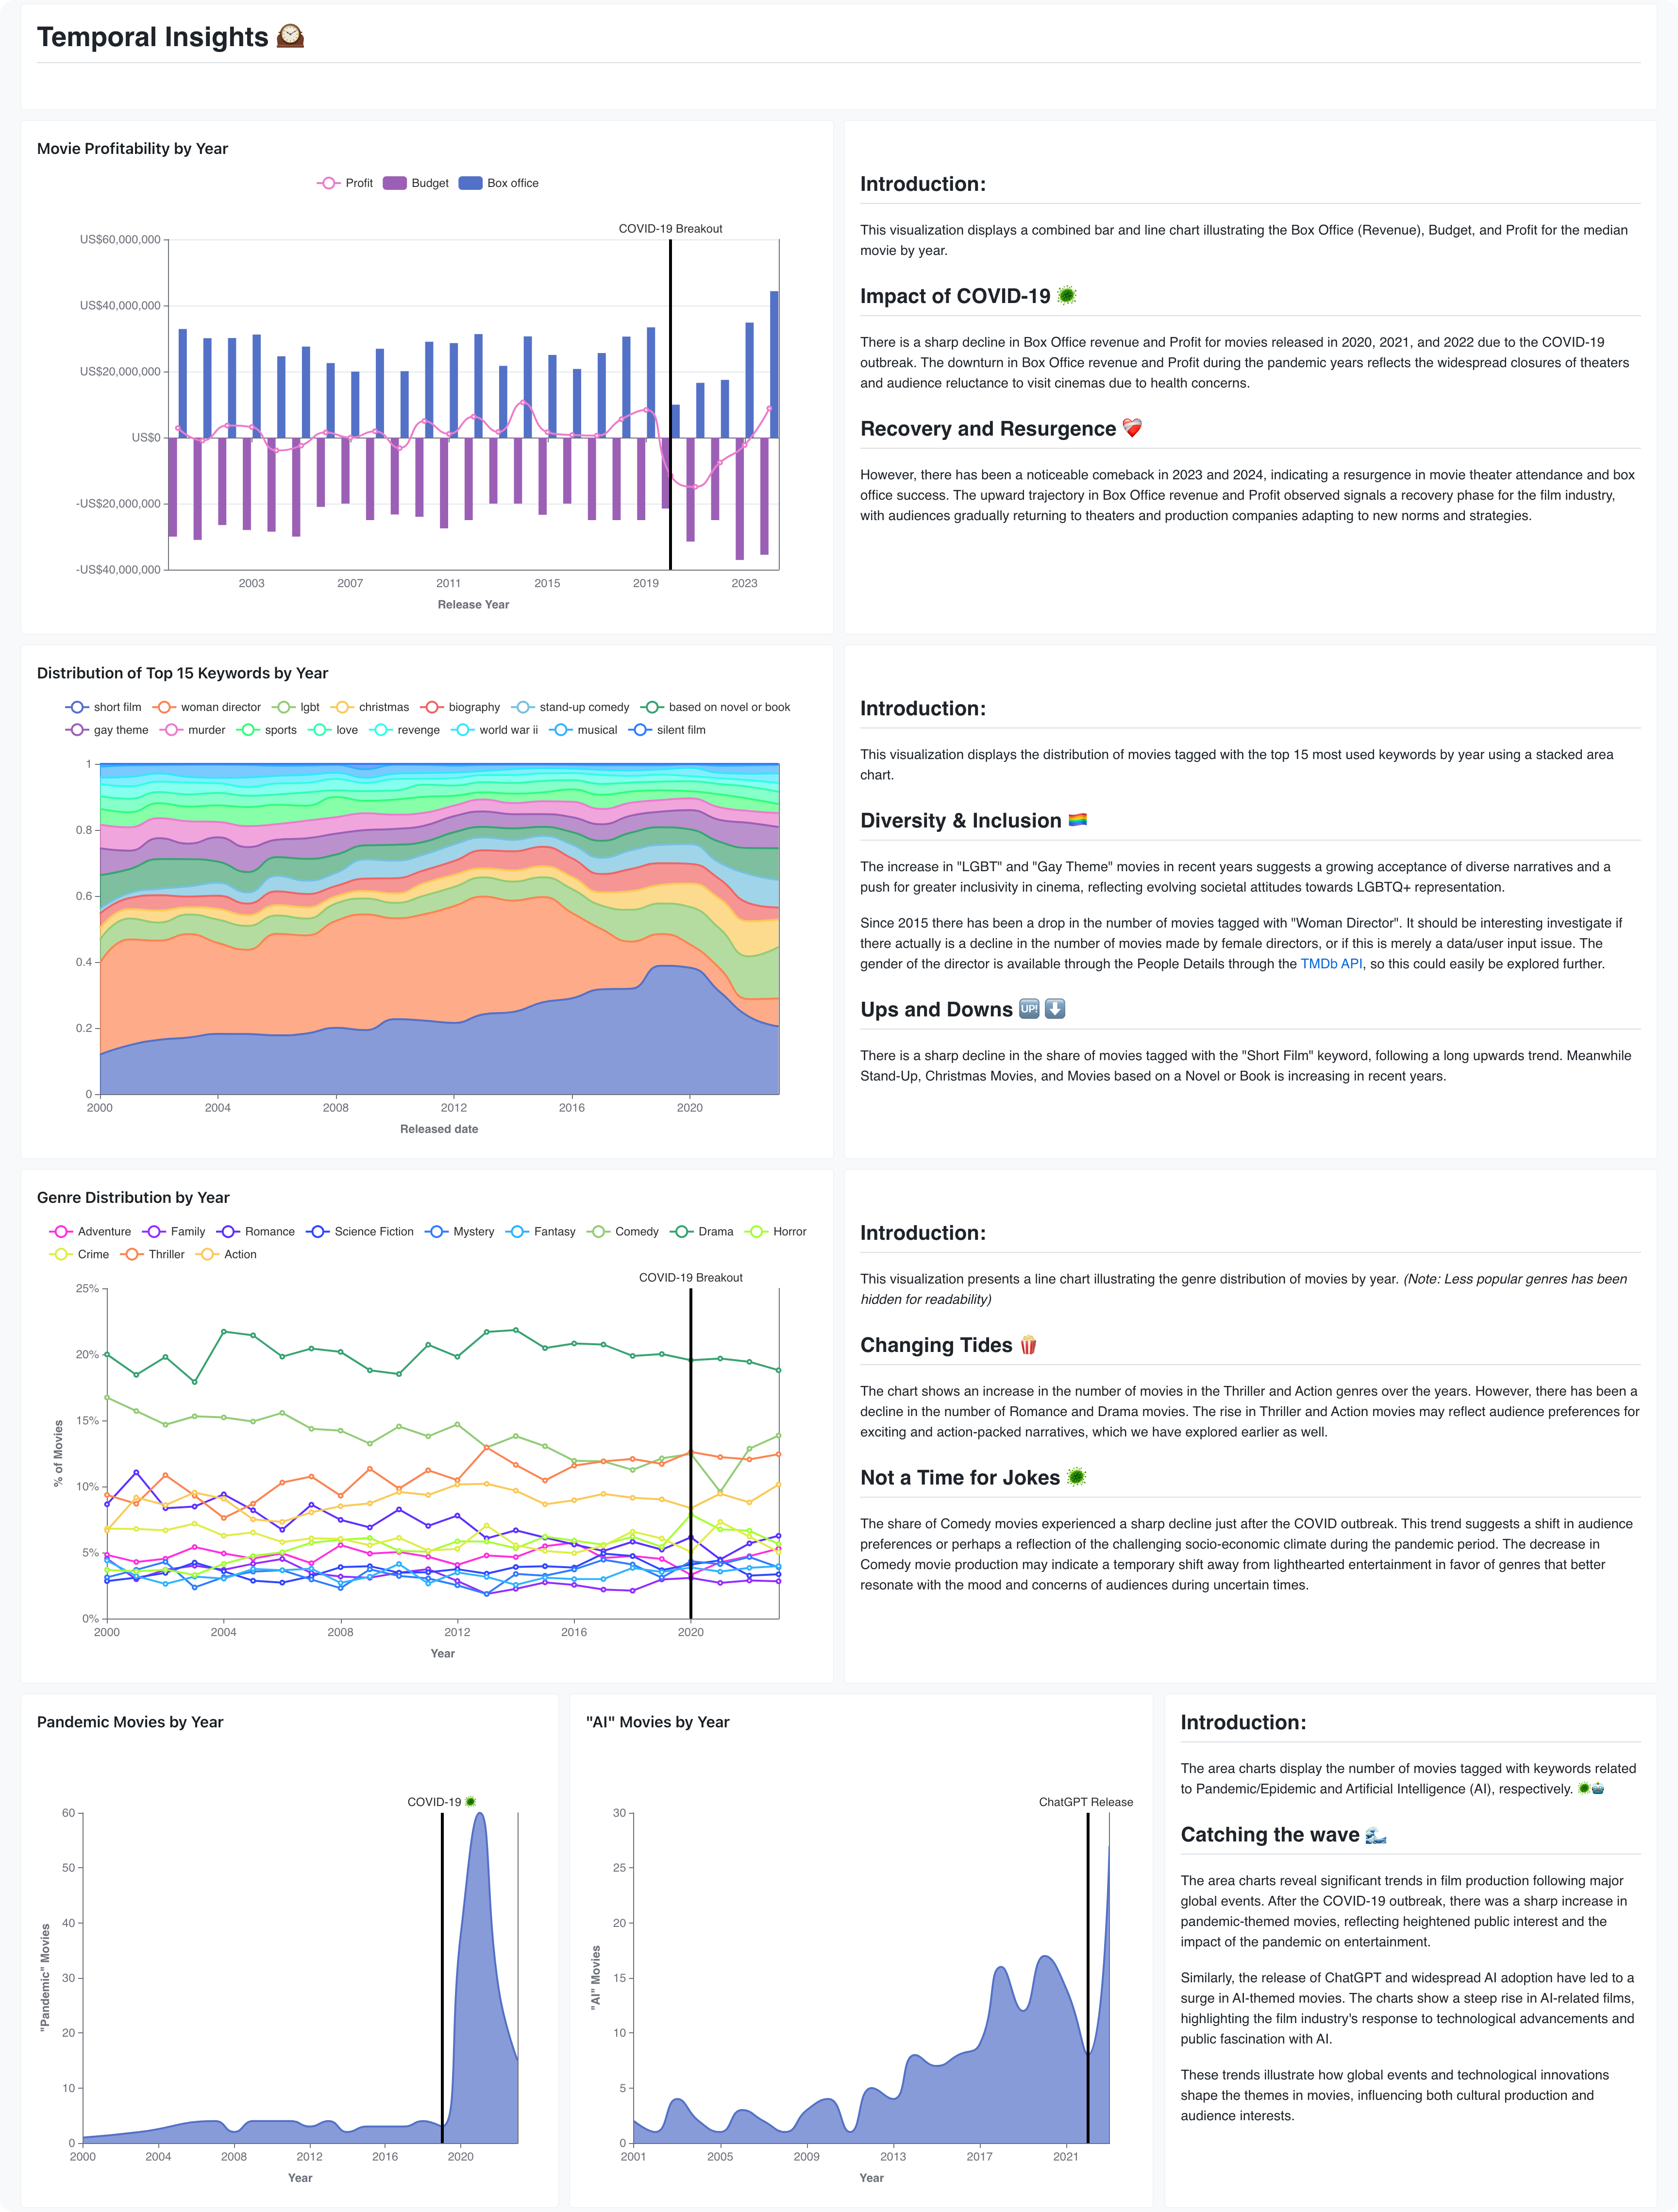 Temporal Insights 🕰️
Movie Profitability by Year
Profit Budget Box office
COVID-19 Breakout
US$60,000,000
US$40,000,000
US$20,000,000
US$0
-US$20,000,000
-US$40,000,000
2003 2007 2011 2015 2019 2023
Release Year
Introduction:
This visualization displays a combined bar and line chart illustrating the Box Office (Revenue), Budget, and Profit for the median
movie by year.
Impact of COVID-19
There is a sharp decline in Box Office revenue and Profit for movies released in 2020, 2021, and 2022 due to the COVID-19
outbreak. The downturn in Box Office revenue and Profit during the pandemic years reflects the widespread closures of theaters
and audience reluctance to visit cinemas due to health concerns.
Recovery and Resurgence ❤️‍🩹
However, there has been a noticeable comeback in 2023 and 2024, indicating a resurgence in movie theater attendance and box
office success. The upward trajectory in Box Office revenue and Profit observed signals a recovery phase for the film industry,
with audiences gradually returning to theaters and production companies adapting to new norms and strategies.
Distribution of Top 15 Keywords by Year
short film woman director lgbt christmas biography stand-up comedy based on novel or book
gay theme murder sports love revenge world war ii musical silent film
1
0.8
0.6
0.4
0.2
0
2000 2004 2008 2012 2016 2020
Released date
Introduction:
This visualization displays the distribution of movies tagged with the top 15 most used keywords by year using a stacked area
chart.
Diversity & Inclusion 🏳️‍🌈
The increase in "LGBT" and "Gay Theme" movies in recent years suggests a growing acceptance of diverse narratives and a
push for greater inclusivity in cinema, reflecting evolving societal attitudes towards LGBTQ+ representation.
Since 2015 there has been a drop in the number of movies tagged with "Woman Director". It should be interesting investigate if
there actually is a decline in the number of movies made by female directors, or if this is merely a data/user input issue. The
gender of the director is available through the People Details through the TMDb API, so this could easily be explored further.
Ups and Downs 🆙 ⬇️
There is a sharp decline in the share of movies tagged with the "Short Film" keyword, following a long upwards trend. Meanwhile
Stand-Up, Christmas Movies, and Movies based on a Novel or Book is increasing in recent years.
Genre Distribution by Year
Adventure Family Romance Science Fiction Mystery Fantasy Comedy Drama Horror
Crime Thriller Action
COVID-19 Breakout
25%
20%
15%
10%
5%
0%
% of Movies
2000 2004 2008 2012 2016 2020
Year
Introduction:
This visualization presents a line chart illustrating the genre distribution of movies by year. (Note: Less popular genres has been
hidden for readability)
Changing Tides 🍿
The chart shows an increase in the number of movies in the Thriller and Action genres over the years. However, there has been a
decline in the number of Romance and Drama movies. The rise in Thriller and Action movies may reflect audience preferences for
exciting and action-packed narratives, which we have explored earlier as well.
Not a Time for Jokes
The share of Comedy movies experienced a sharp decline just after the COVID outbreak. This trend suggests a shift in audience
preferences or perhaps a reflection of the challenging socio-economic climate during the pandemic period. The decrease in
Comedy movie production may indicate a temporary shift away from lighthearted entertainment in favor of genres that better
resonate with the mood and concerns of audiences during uncertain times.
Pandemic Movies by Year
COVID-19
60
50
40
30
20
10
0
"Pandemic" Movies
2000 2004 2008 2012 2016 2020
Year
"AI" Movies by Year
ChatGPT Release
30
25
20
15
10
5
0
"AI" Movies
2001 2005 2009 2013 2017 2021
Year
Introduction:
The area charts display the number of movies tagged with keywords related
to Pandemic/Epidemic and Artificial Intelligence (AI), respectively.
Catching the wave 🌊
The area charts reveal significant trends in film production following major
global events. After the COVID-19 outbreak, there was a sharp increase in
pandemic-themed movies, reflecting heightened public interest and the
impact of the pandemic on entertainment.
Similarly, the release of ChatGPT and widespread AI adoption have led to a
surge in AI-themed movies. The charts show a steep rise in AI-related films,
highlighting the film industry's response to technological advancements and
public fascination with AI.
These trends illustrate how global events and technological innovations
shape the themes in movies, influencing both cultural production and
audience interests.